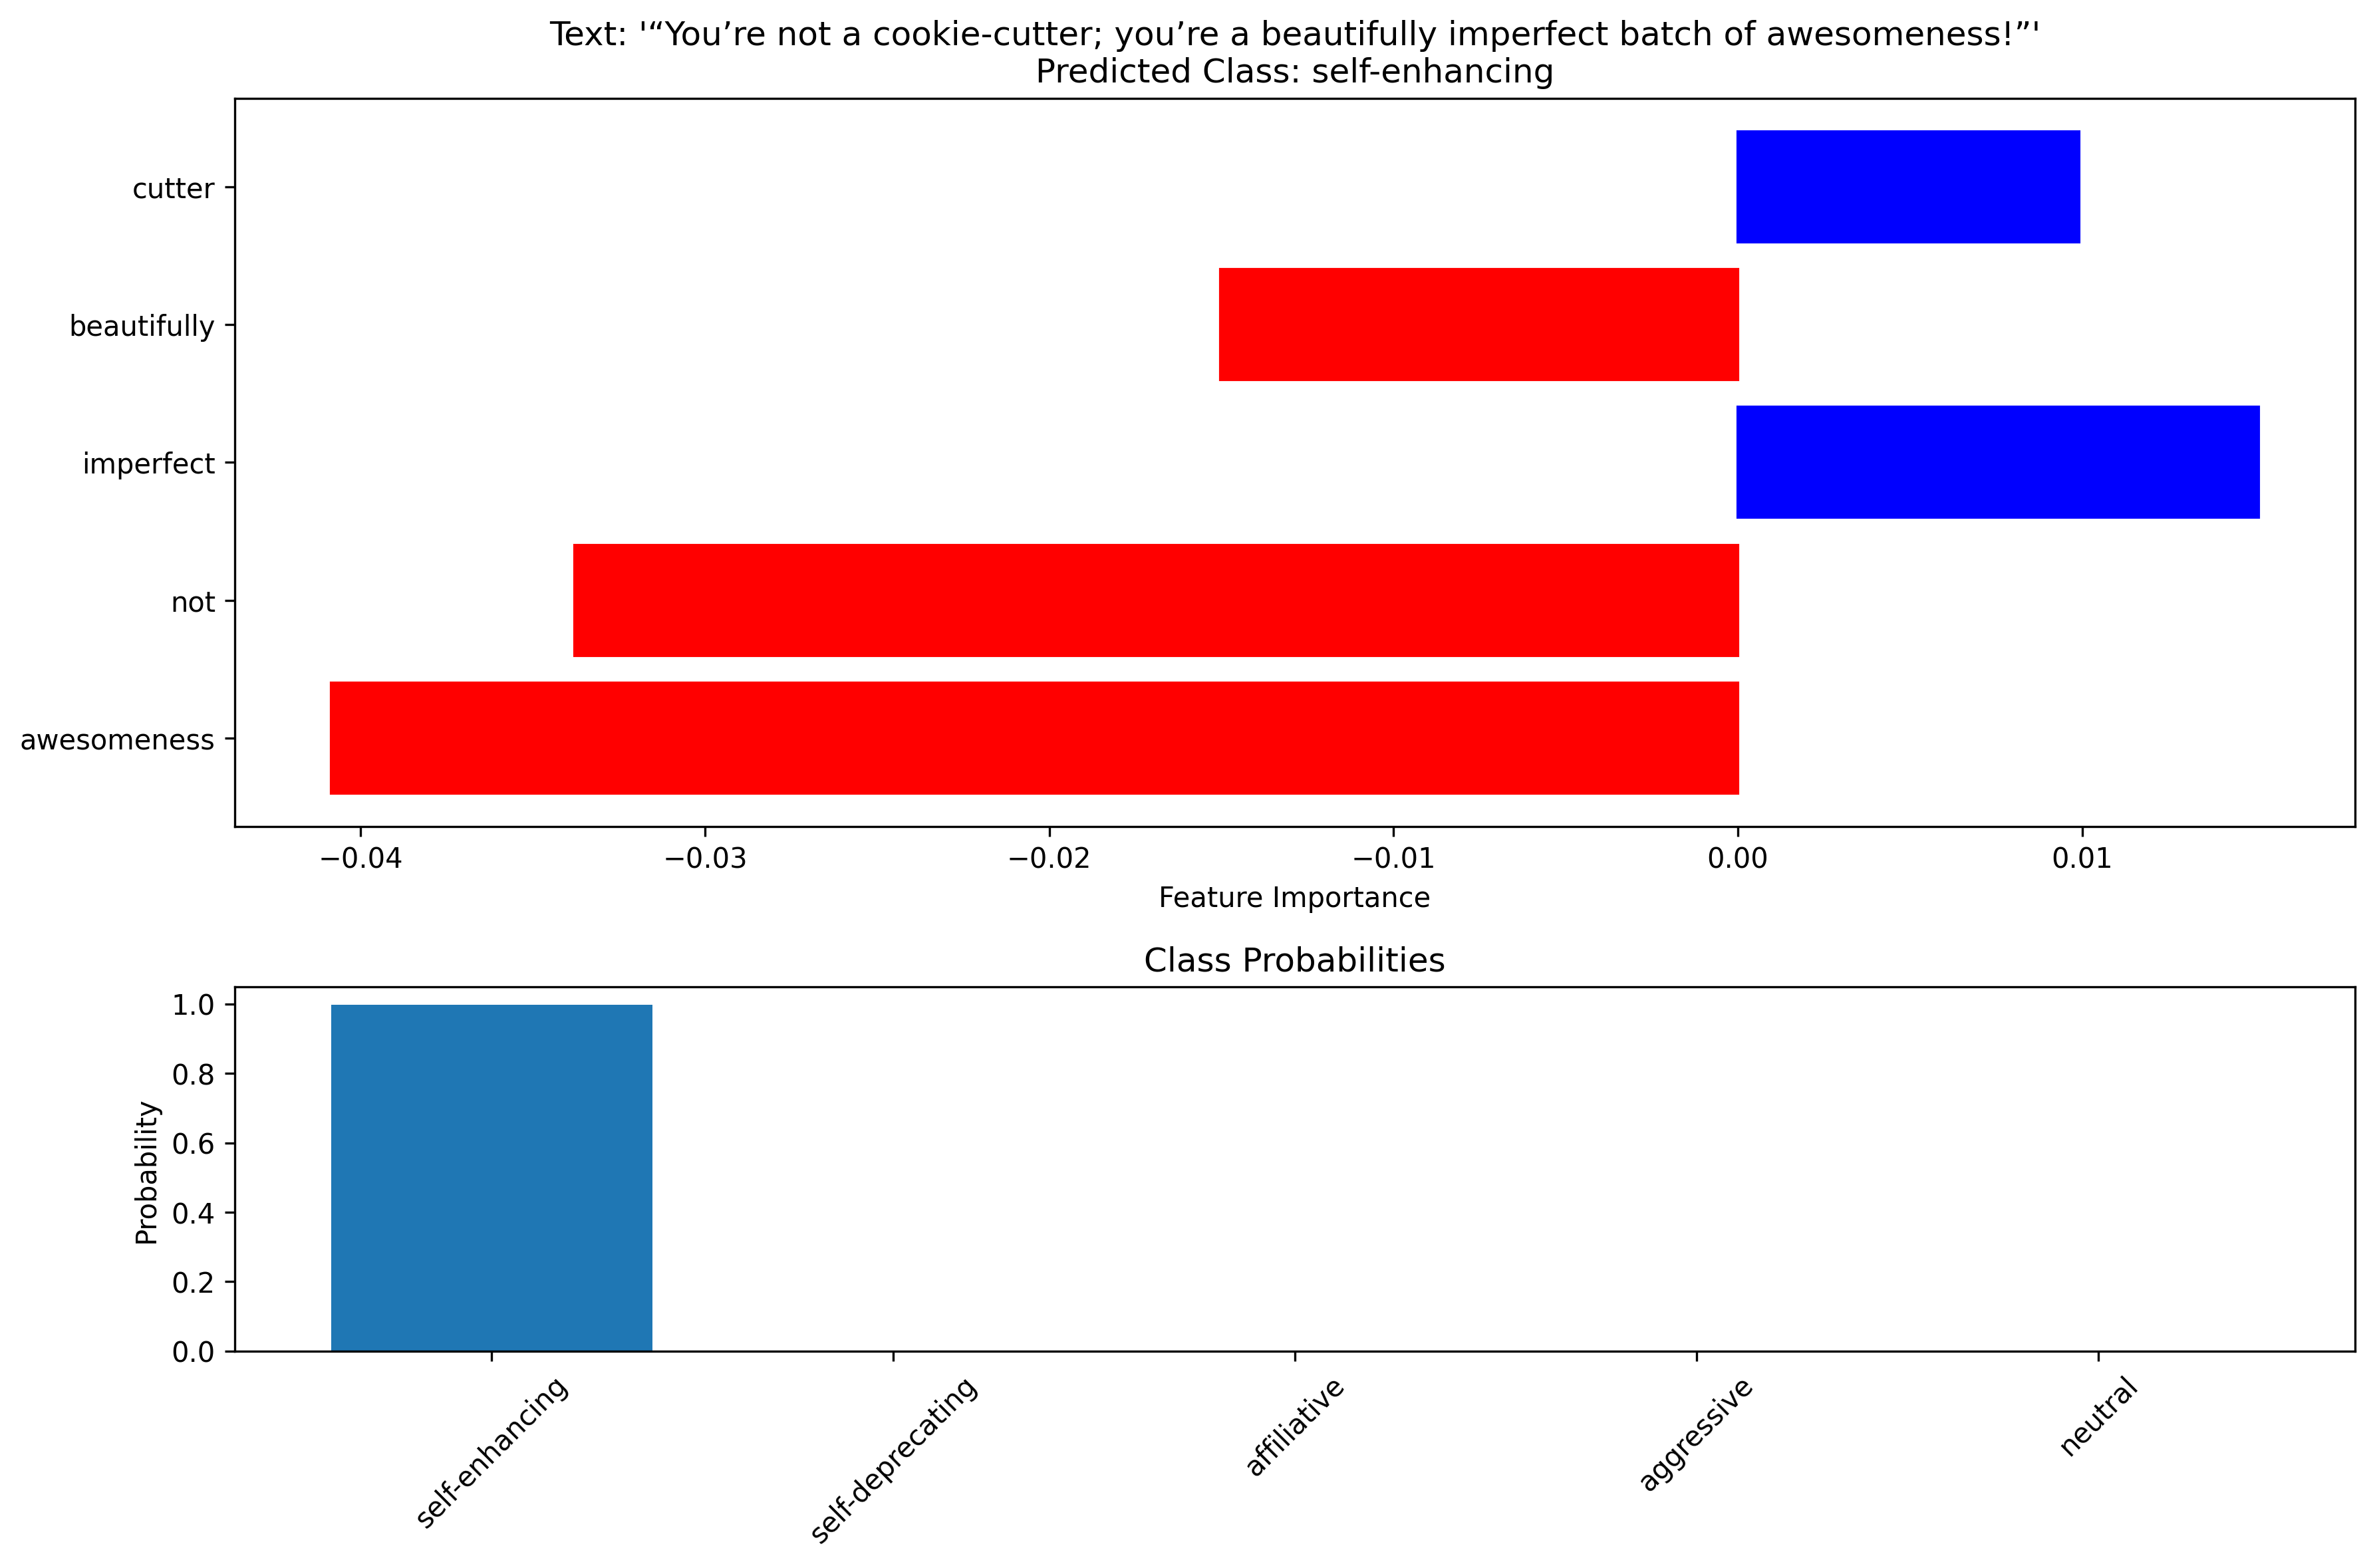 Text: '“You’re not a cookie-cutter; you’re a beautifully imperfect batch of awesomeness!”'
Predicted Class: self-enhancing
cutter
beautifully
imperfect
not
awesomeness
−0.04 −0.03 −0.02 −0.01 0.00 0.01
Feature Importance
Class Probabilities
1.0
0.8
0.6
0.4
0.2
0.0
Probability
self-enhancing
self-deprecating
affiliative
aggressive
neutral